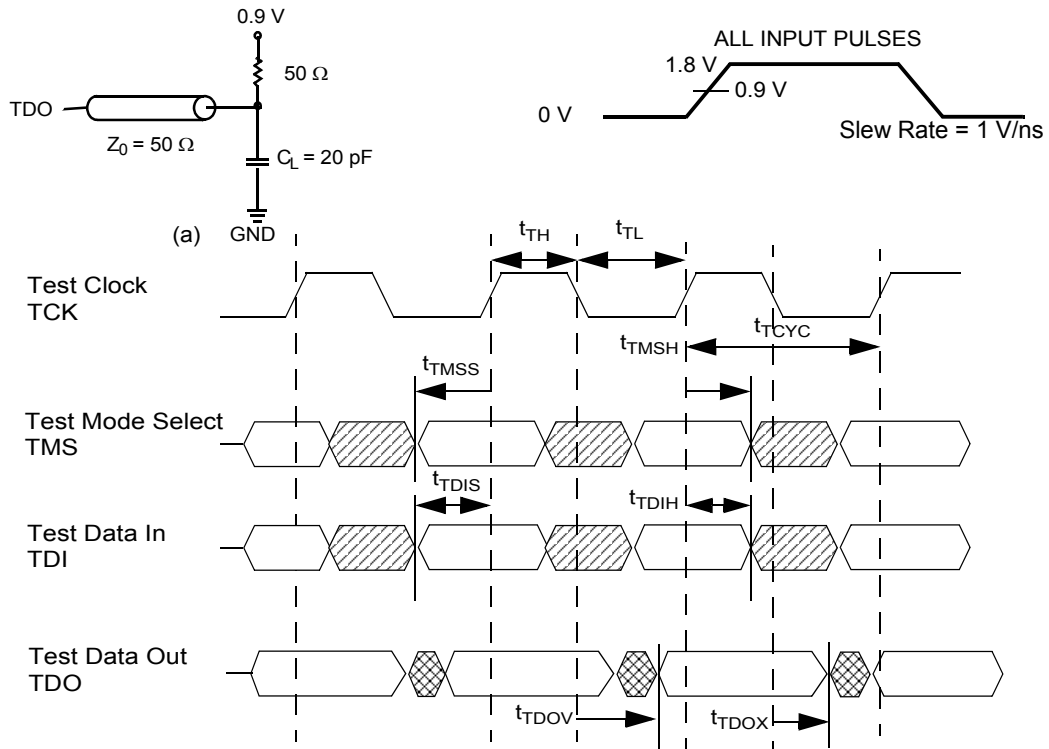 0.9 V
50 Ω
TDO
Z0 = 50 Ω
CL = 20 pF
(a) GND
ALL INPUT PULSES
1.8 V
0.9 V
0 V
Slew Rate = 1 V/ns
tTH
tTL
Test Clock
TCK
tTCYC
tTMSH
tTMSS
Test Mode Select
TMS
tTDIS
tTDIH
Test Data In
TDI
Test Data Out
TDO
tTDOV
tTDOX